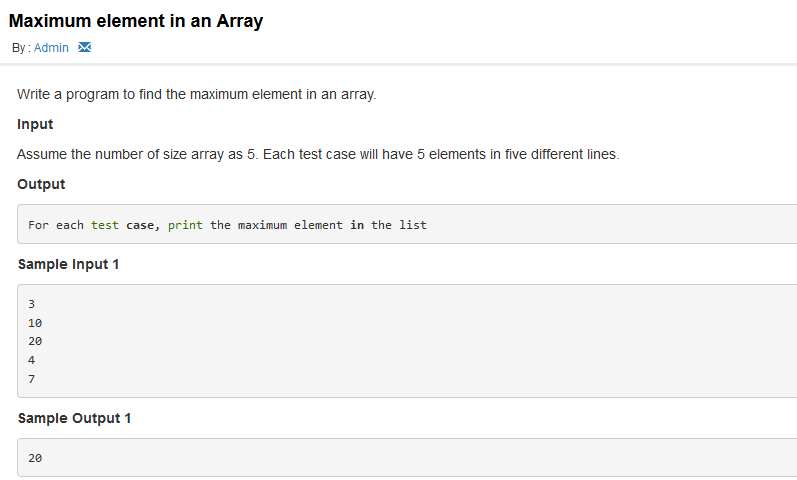 Maximum element in an Array
By : Admin
Write a program to find the maximum element in an array.
Input
Assume the number of size array as 5. Each test case will have 5 elements in five different lines.
Output
For each test case, print the maximum element in the list
Sample Input 1
3
10
20
4
7
Sample Output 1
20